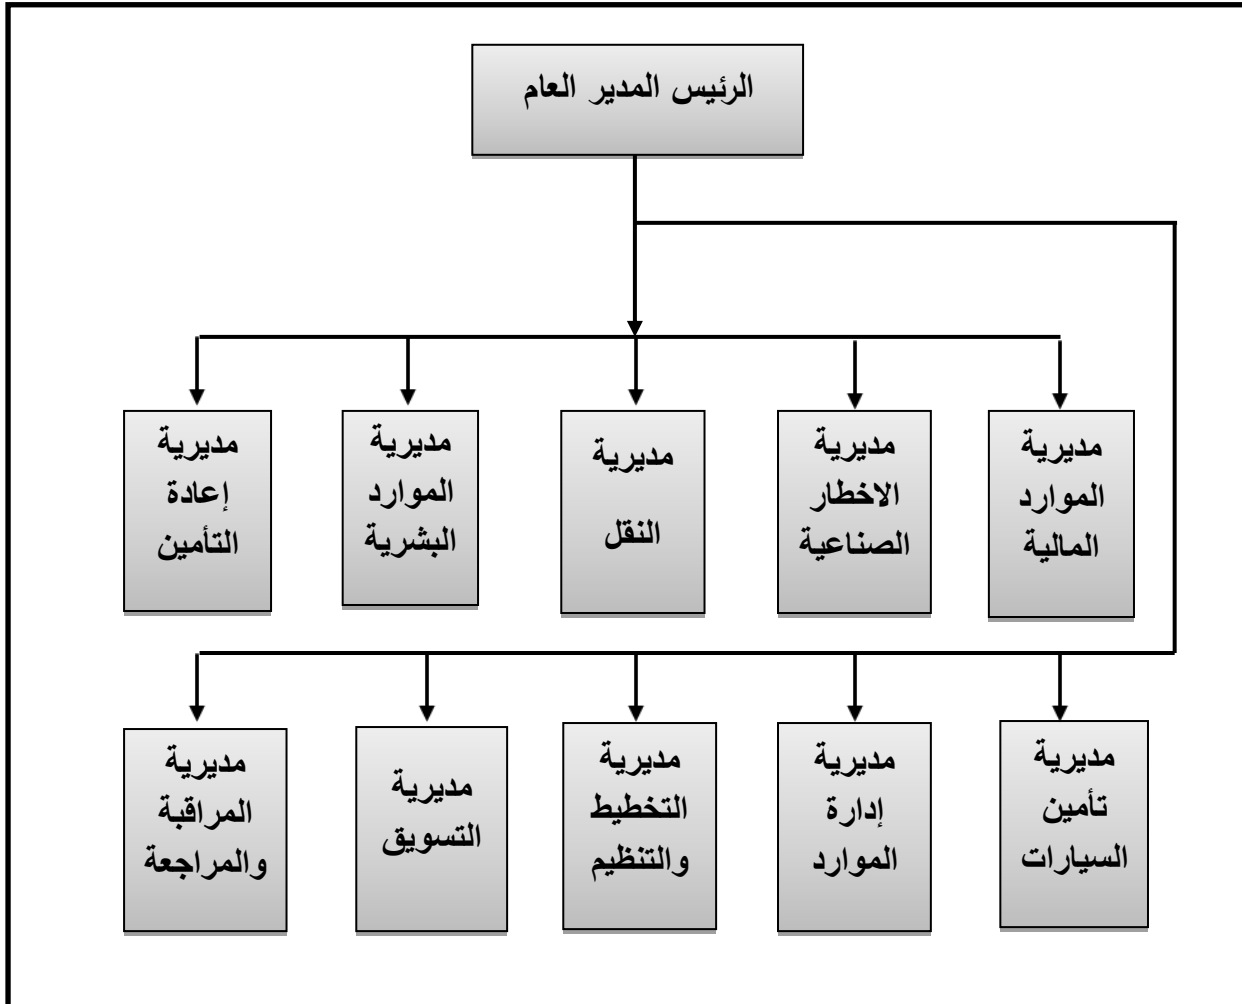 الرئيس المدير العام
مديرية
الموارد
المالية
مديرية
الاخطار
الصناعية
مديرية
النقل
مديرية
الموارد
البشرية
مديرية
إعادة
التأمين
مديرية
تأمين
السيارات
مديرية
إدارة
الموارد
مديرية
التخطيط
والتنظيم
مديرية
التسويق
مديرية
المراقبة
والمراجعة